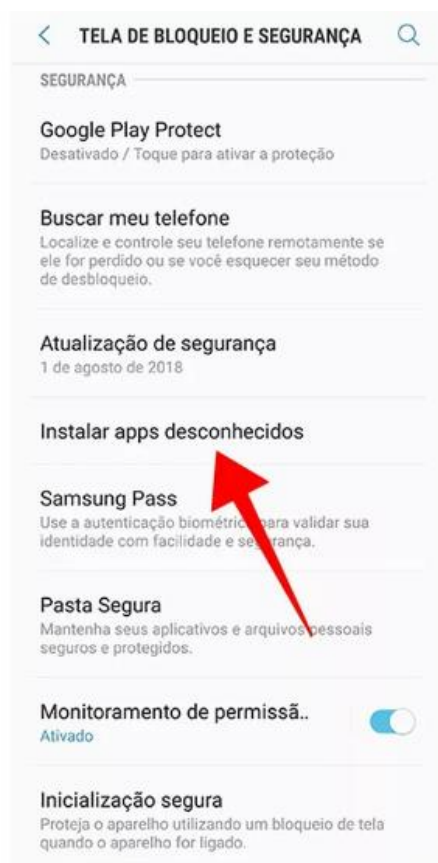 TELA DE BLOQUEIO E SEGURANÇA
SEGURANÇA
Google Play Protect
Desativado / Toque para ativar a proteção
Buscar meu telefone
Localize e controle seu telefone remotamente se
ele for perdido ou se você esquecer seu método
de desbloqueio.
Atualização de segurança
1 de agosto de 2018
Instalar apps desconhecidos
Samsung Pass
Use a autenticação biométrica para validar sua
identidade com facilidade e segurança.
Pasta Segura
Mantenha seus aplicativos e arquivos pessoais
seguros e protegidos.
Monitoramento de permissã..
Ativado
Inicialização segura
Proteja o aparelho utilizando um bloqueio de tela
quando o aparelho for ligado.